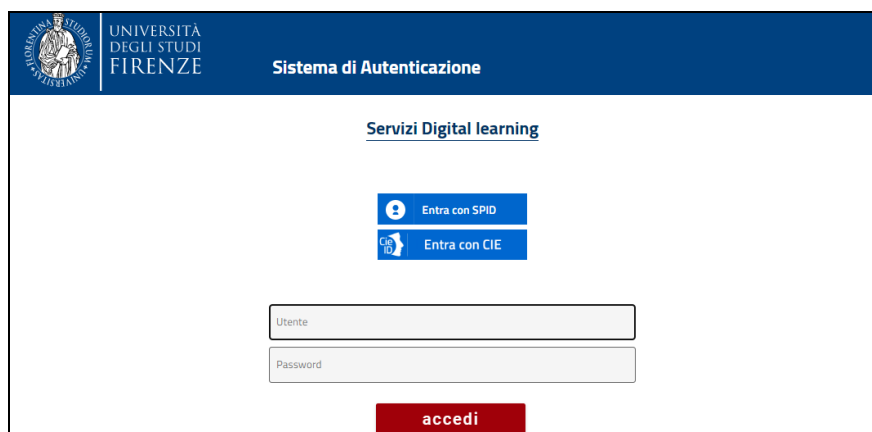 UNIVERSITÀ
DEGLI STUDI
FIRENZE
Sistema di Autenticazione
Servizi Digital learning
Entra con SPID
Cie
ID
Entra con CIE
Utente
Password
accedi